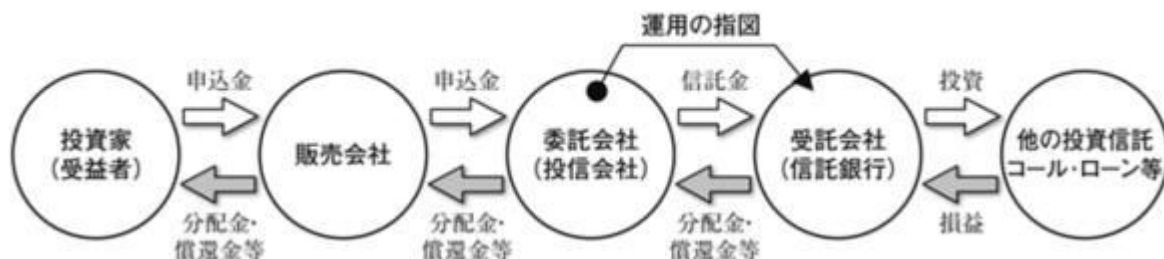 運用の指図
申込金
申込金
信託金
投資
投資家
(受益者)
販売会社
委託会社
(投信会社)
受託会社
(信託銀行)
他の投資信託
コール・ローン等
分配金・
償還金等
分配金・
償還金等
分配金・
償還金等
損益